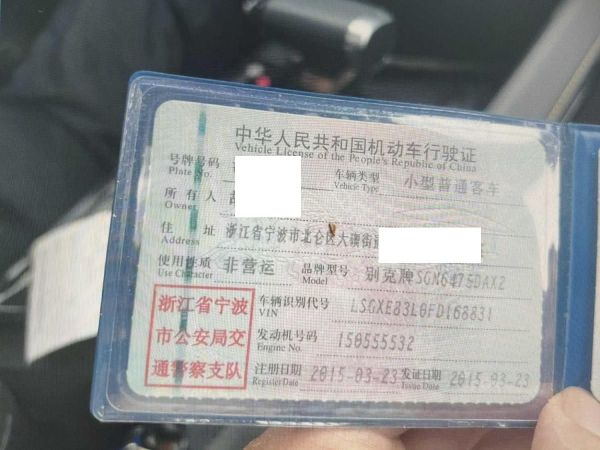 中华人民共和国机动车行驶证
Vehicle License of the People's Republic of China
号牌号码
Plate No.
车辆类型 小型普通客车
Vehicle Type
所有人
Owner
住址 浙江省宁波市北仑区大碶街道
Address
使用性质 非营运
Use Character
品牌型号 别克牌SGM6475DAX2
Model
浙江省宁波
市公安局交
通警察支队
车辆识别代号 LSGXE83L0FD168831
VIN
发动机号码 150555532
Engine No.
注册日期 2015-03-23
Register Date
发证日期 2015-03-23
Issue Date